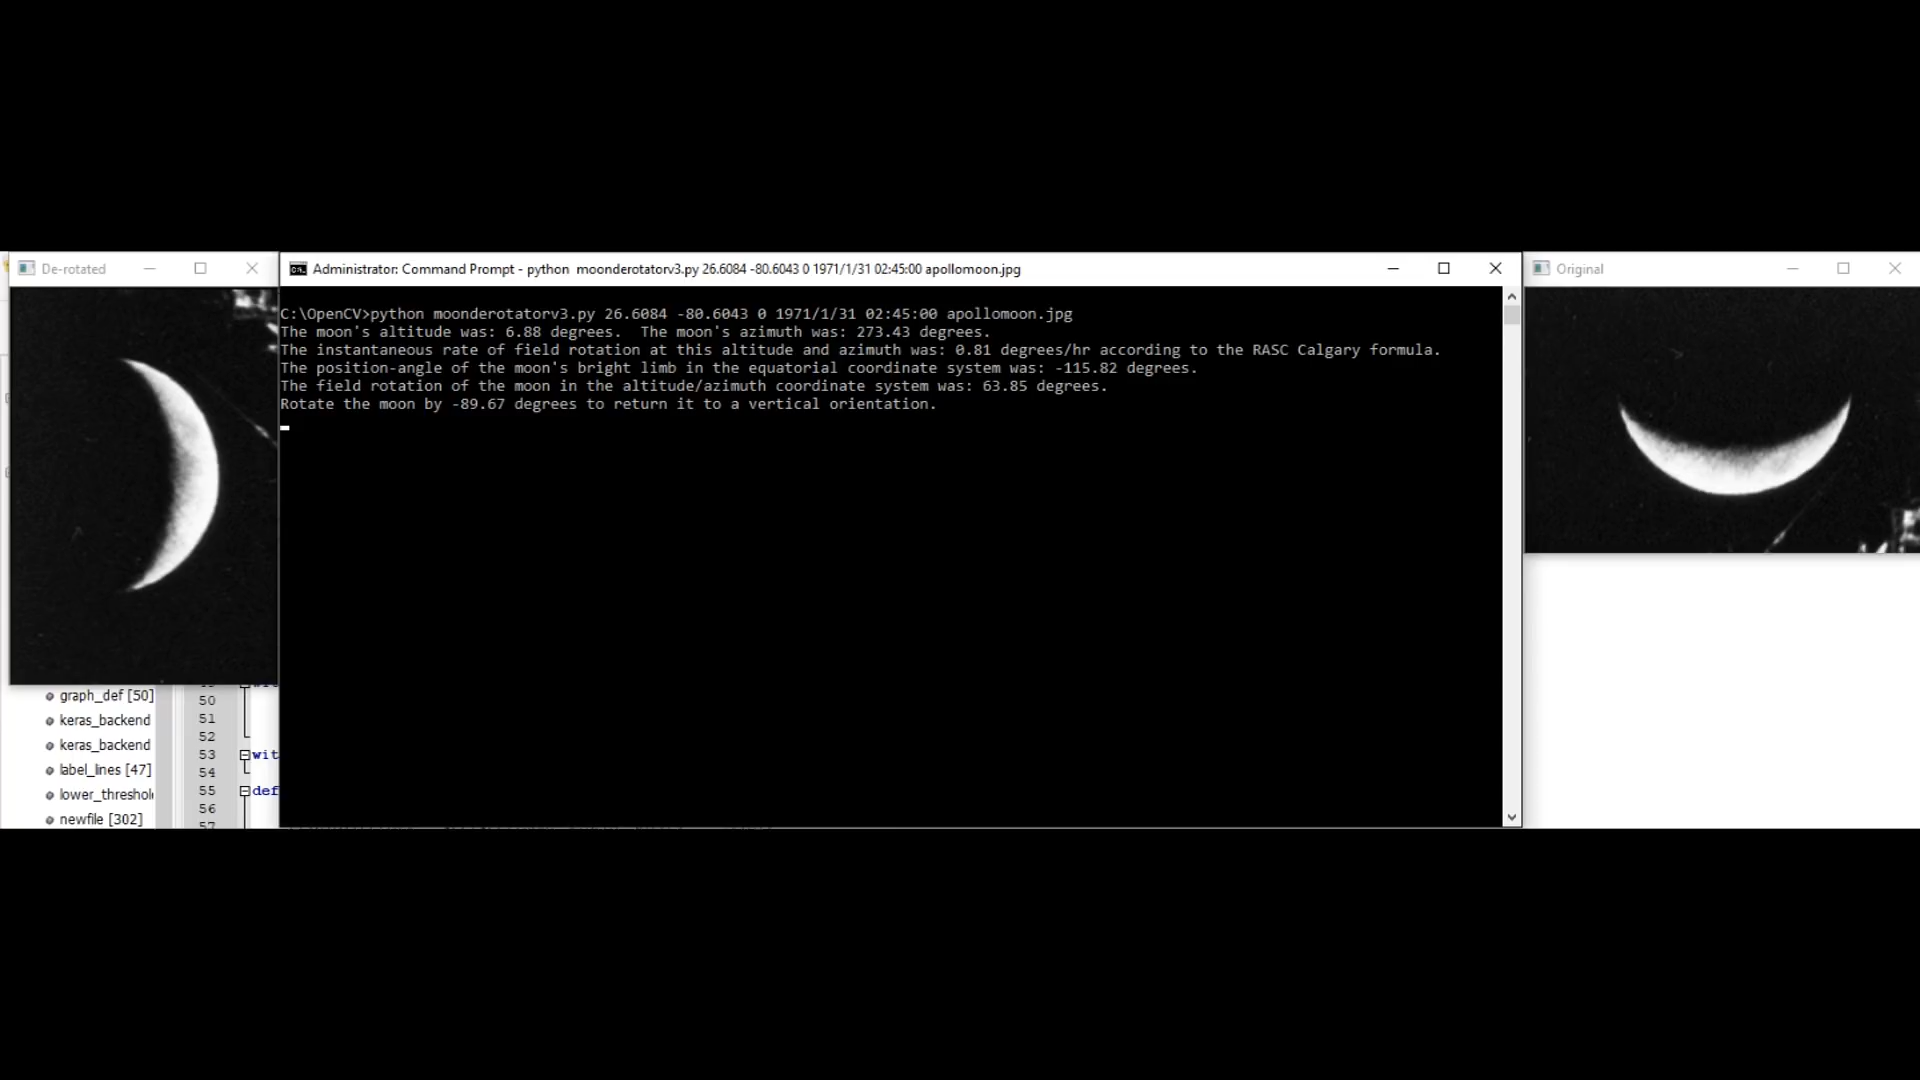 De-rotated
Administrator: Command Prompt - python  moonderotatorv3.py 26.6084 -80.6043 0 1971/1/31 02:45:00 apollomoon.jpg
Original
C:\OpenCV>python moonderotatorv3.py 26.6084 -80.6043 0 1971/1/31 02:45:00 apollomoon.jpg
The moon's altitude was: 6.88 degrees.  The moon's azimuth was: 273.43 degrees.
The instantaneous rate of field rotation at this altitude and azimuth was: 0.81 degrees/hr according to the RASC Calgary formula.
The position-angle of the moon's bright limb in the equatorial coordinate system was: -115.82 degrees.
The field rotation of the moon in the altitude/azimuth coordinate system was: 63.85 degrees.
Rotate the moon by -89.67 degrees to return it to a vertical orientation.
graph_def [50]
keras_backend
keras_backend
label_lines [47]
lower_threshol
newfile [302]
50
51
52
53 wit
54
55 def
56
57